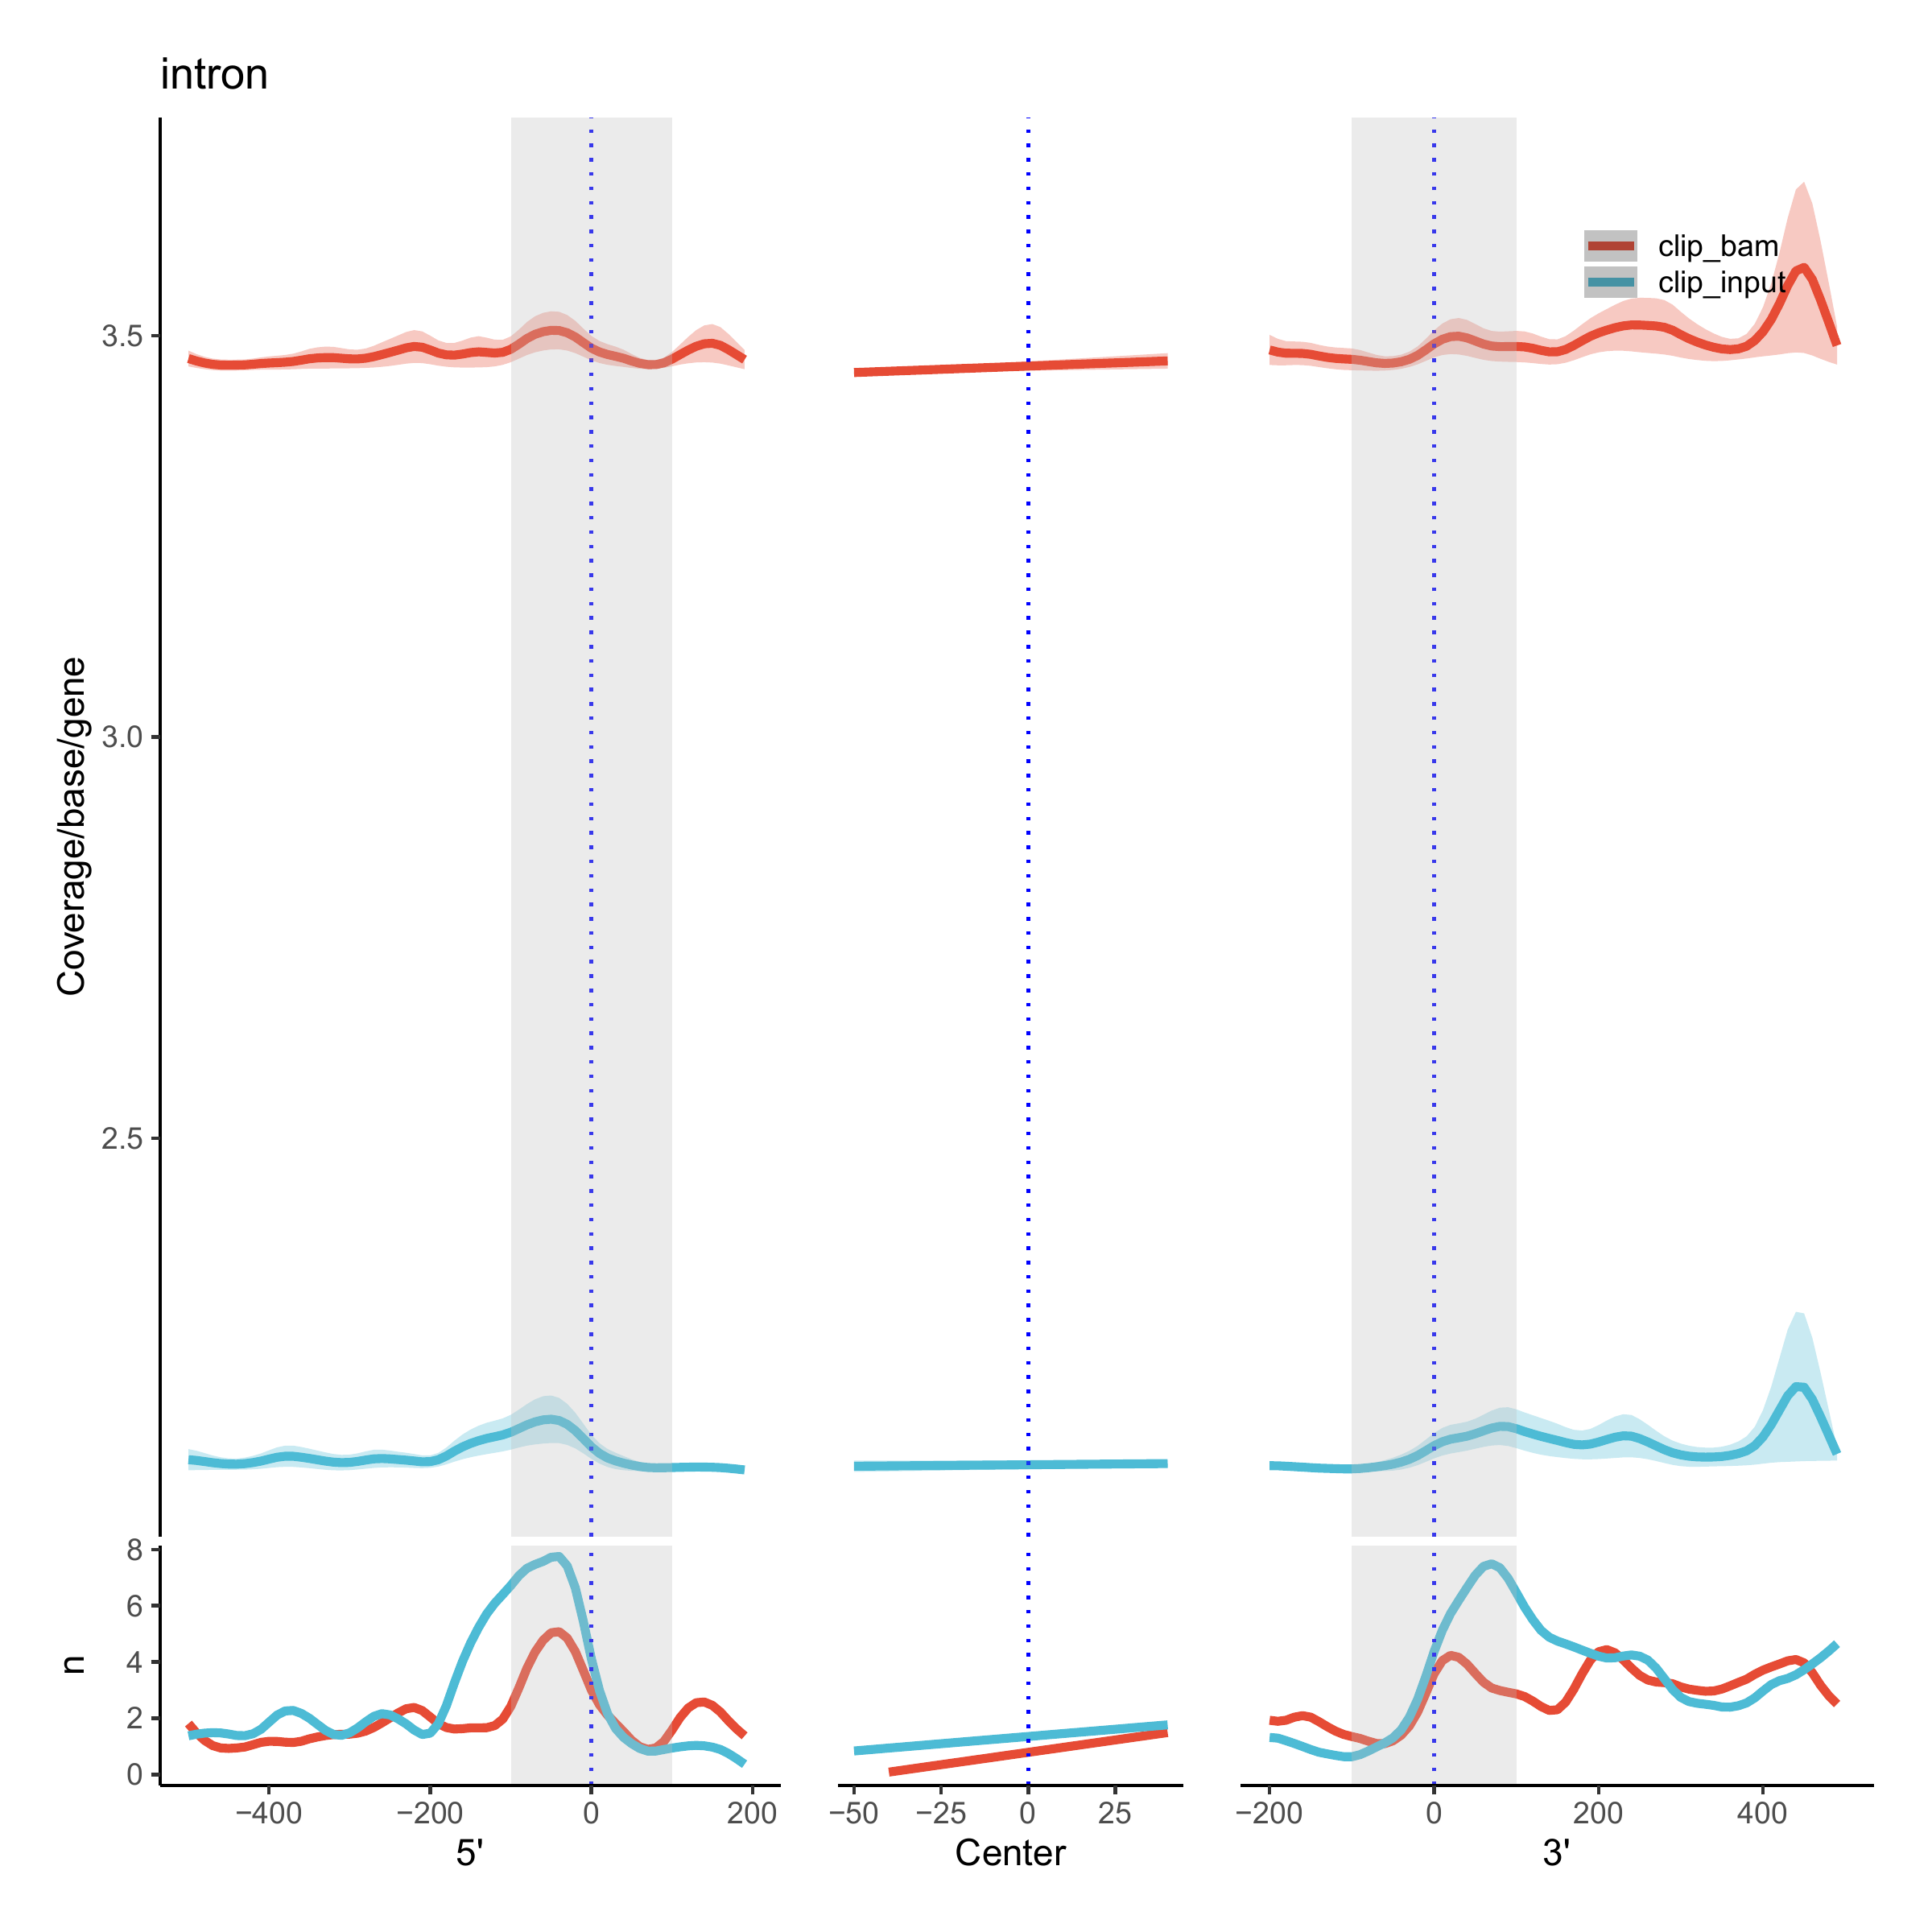 intron
clip_bam
clip_input
3.5
3.0
2.5
Coverage/base/gene
8
6
4
2
0
n
−400 −200 0 200
−50 −25 0 25
−200 0 200 400
5' Center 3'